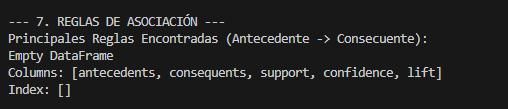 --- 7. REGLAS DE ASOCIACIÓN ---
Principales Reglas Encontradas (Antecedente -> Consecuente):
Empty DataFrame
Columns: [antecedents, consequents, support, confidence, lift]
Index: []